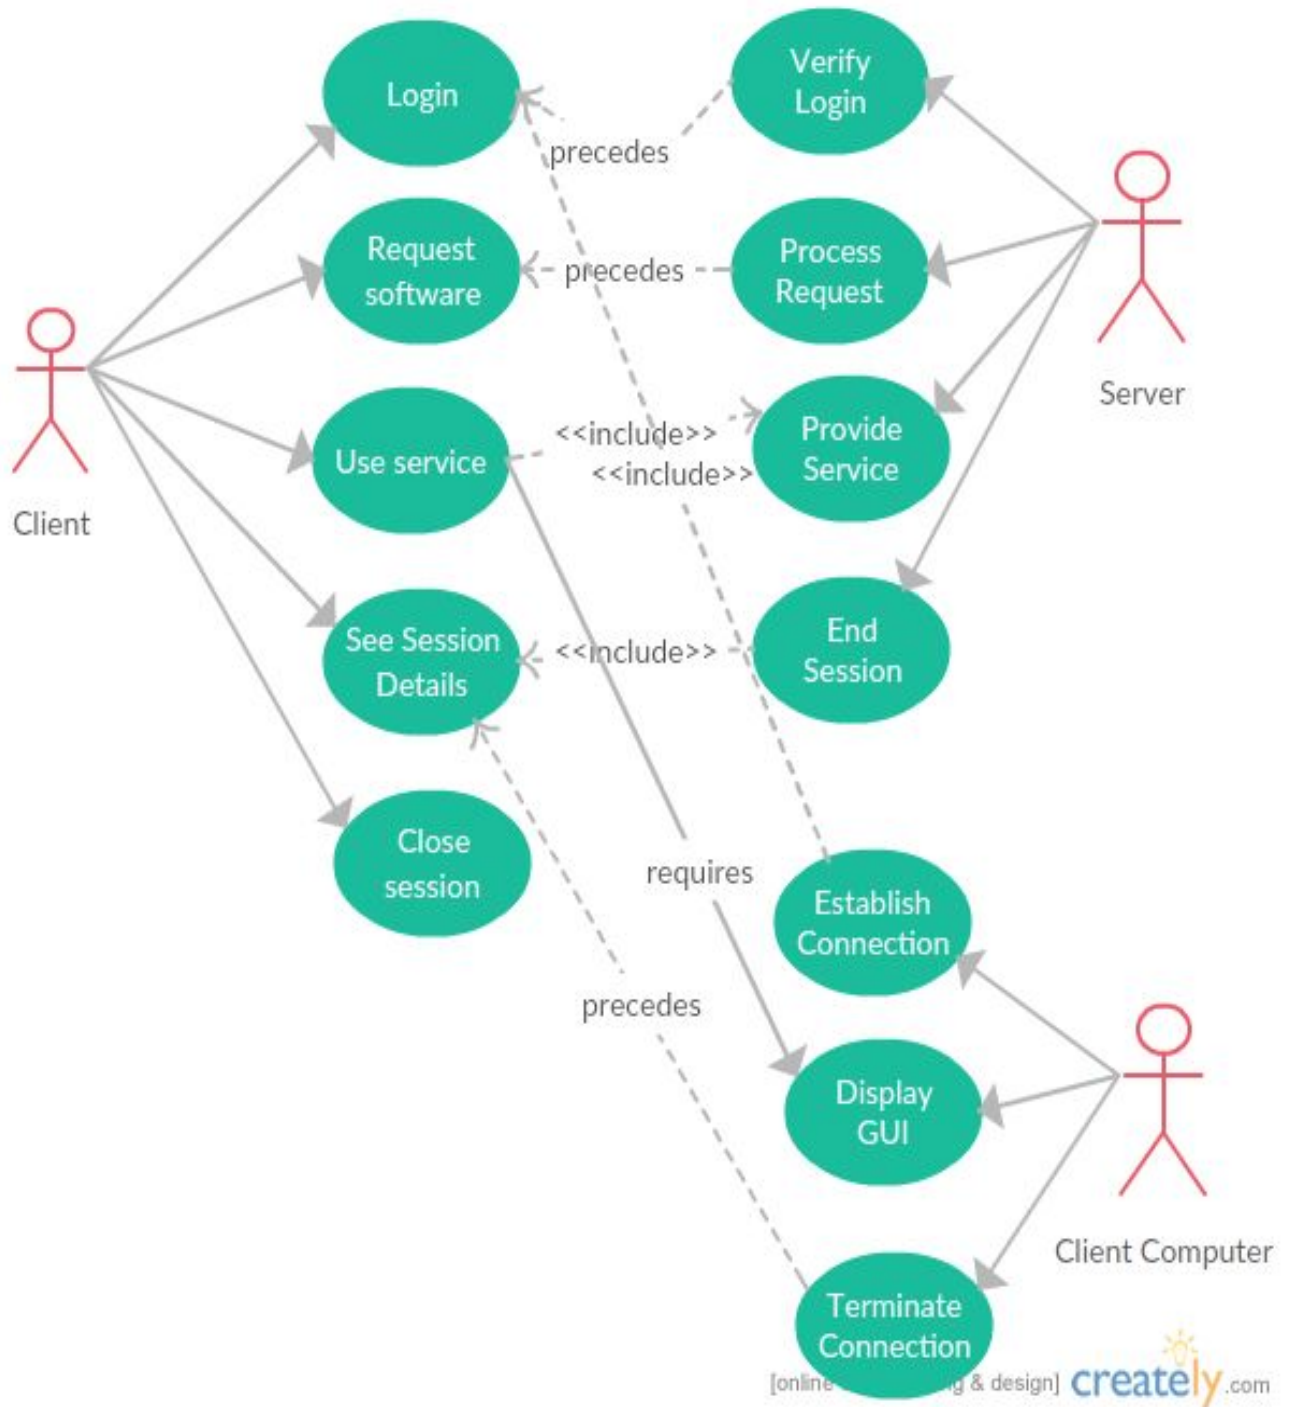 Login
Verify
Login
precedes
Request
software
precedes
Process
Request
Server
Use service
<<include>>
<<include>>
Provide
Service
Client
See Session
Details
<<include>>
End
Session
Close
session
requires
Establish
Connection
precedes
Display
GUI
Client Computer
Terminate
Connection
[online & design] creately.com